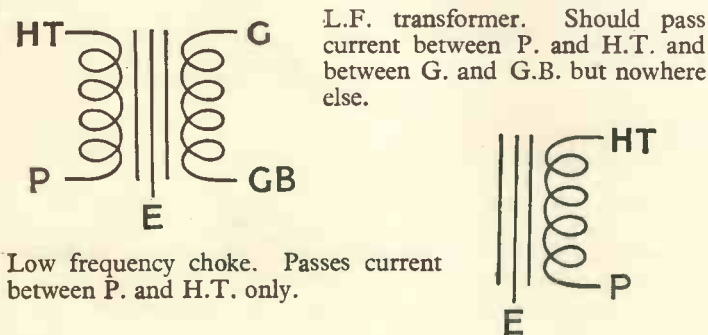 HT
G
P
GB
E
L.F. transformer. Should pass
current between P. and H.T. and
between G. and G.B. but nowhere
else.
HT
P
E
Low frequency choke. Passes current
between P. and H.T. only.